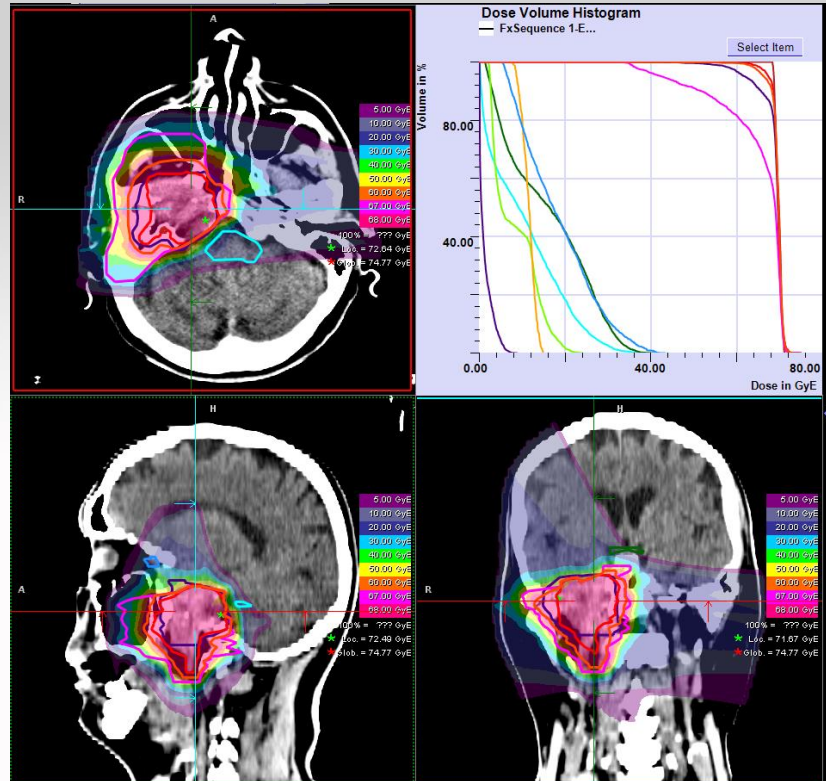 A
R
5.00 GyE
10.00 GyE
20.00 GyE
30.00 GyE
40.00 GyE
50.00 GyE
60.00 GyE
67.00 GyE
68.00 GyE
100% = ??? GyE
Loc. = 72.64 GyE
Glob. = 74.77 GyE
Dose Volume Histogram
FxSequence 1-E...
Select Item
Volume in %
80.00
40.00
0.00
40.00
80.00
Dose in GyE
H
A
5.00 GyE
10.00 GyE
20.00 GyE
30.00 GyE
40.00 GyE
50.00 GyE
60.00 GyE
67.00 GyE
68.00 GyE
100% = ??? GyE
Loc. = 72.49 GyE
Glob. = 74.77 GyE
H
R
5.00 GyE
10.00 GyE
20.00 GyE
30.00 GyE
40.00 GyE
50.00 GyE
60.00 GyE
67.00 GyE
68.00 GyE
100% = ??? GyE
Loc. = 71.67 GyE
Glob. = 74.77 GyE